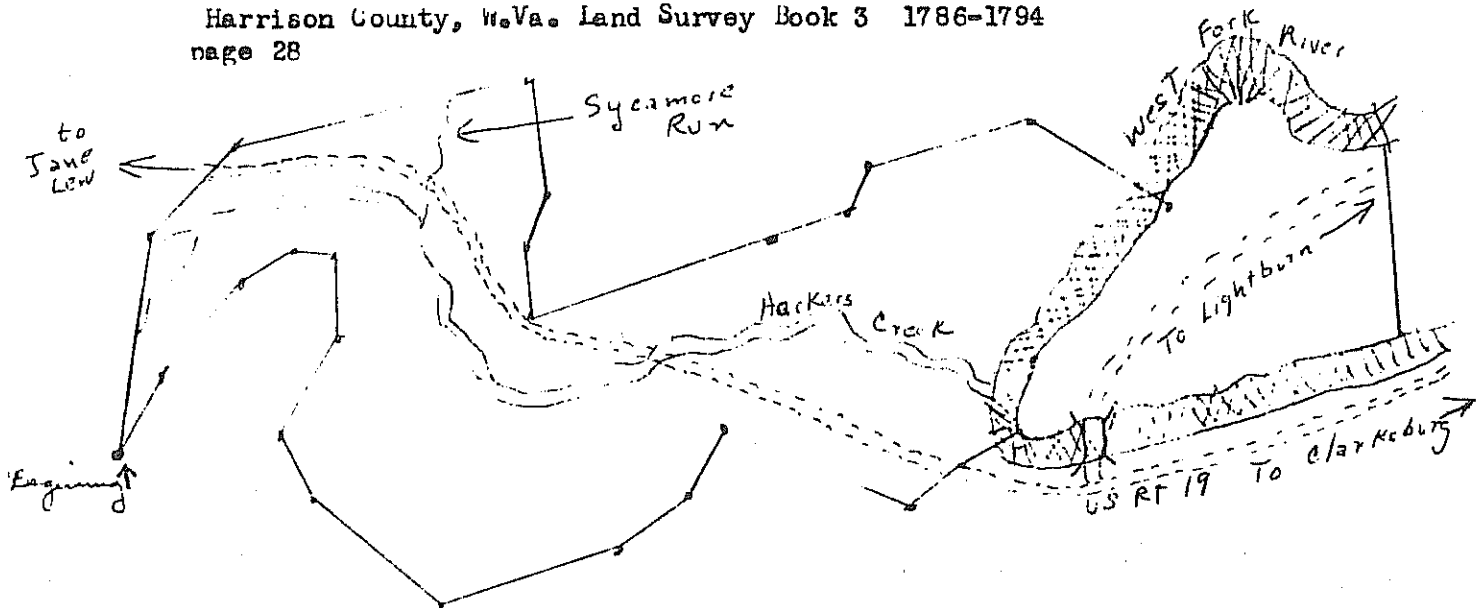 Harrison County, W.Va. Land Survey Book 3 1786-1794
page 28
Fork
River
West
Sycamore
Run
to
Jane
Lew
Hackers
Creek
To Lightburn
Begining
US RT 19 To Clarksburg